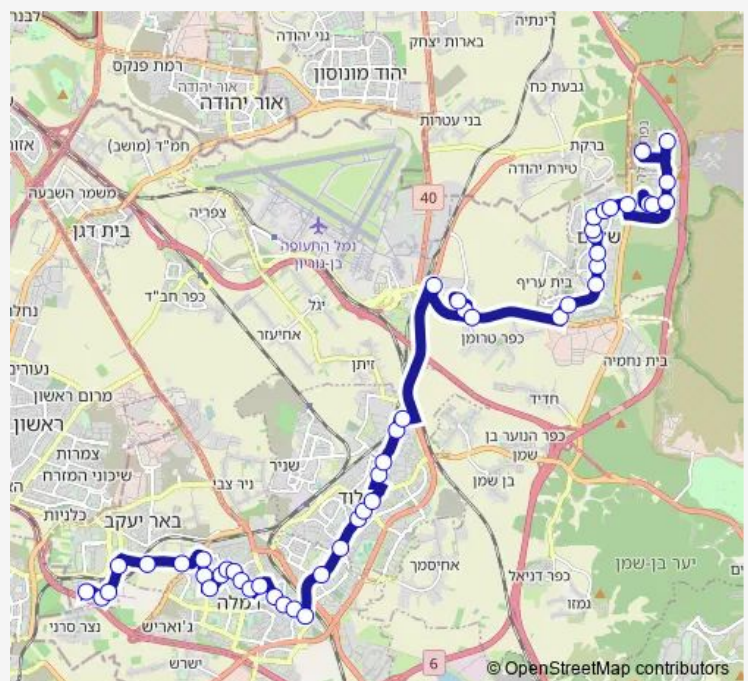 רינתיה
גני יהודה
בארות יצחק
רמת פנקס
יהוד מונוסון
אור יהודה
אור יהודה
גבעת כח
בני עטרות
חמ"ד (מושב)
ברקת
טירת יהודה
משמר השבעה
40
צפריה
בית דגן
נמל התעופה
בן-גוריון
בית עריף
כפר חב"ד
יגל
אחיעזר
כפר טרומן
זיתן
בית נחמיה
נעורים
מרום ראשון
חדיד
ראשון
כפר הנוער בן
שמן
צמרות
שיכוני המזרח
שניר
ניר צבי
בן שמן
לוד
כלניות
באר יעקב
יער בן-שמן
אחיסמך
כפר דניאל
רמלה
גמזו
נצר סרני
ג'ואריש
ישרש
6
© OpenStreetMap contributors